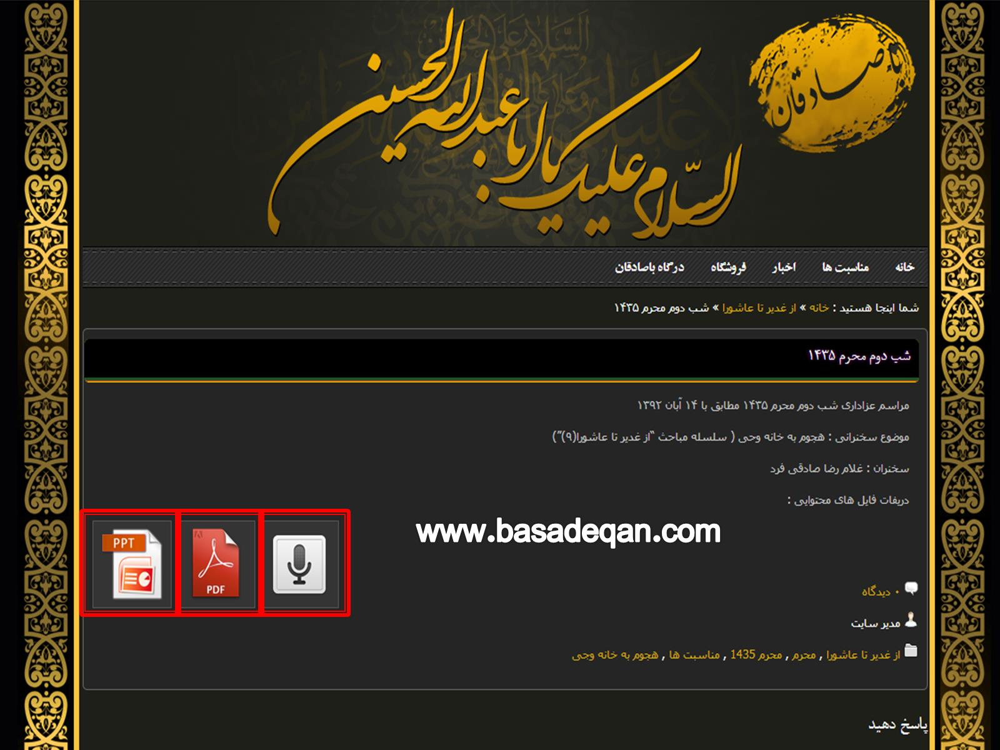 باصادقان
السلام علیک یا اباعبدالله الحسین
خانه مناسبت ها اخبار فروشگاه درگاه باصادقان
شما اینجا هستید : خانه » از غدیر تا عاشورا » شب دوم محرم ۱۴۳۵
شب دوم محرم ۱۴۳۵
مراسم عزاداری شب دوم محرم ۱۴۳۵ مطابق با ۱۴ آبان ۱۳۹۲
موضوع سخنرانی : هجوم به خانه وحی ( سلسله مباحث “از غدیر تا عاشورا(۹)”)
سخنران : غلام رضا صادقی فرد
دریفات فایل های محتوایی :
www.basadeqan.com
PPT
PDF
۰ دیدگاه
مدیر سایت
از غدیر تا عاشورا , محرم , محرم 1435 , مناسبت ها , هجوم به خانه وحی
پاسخ دهید